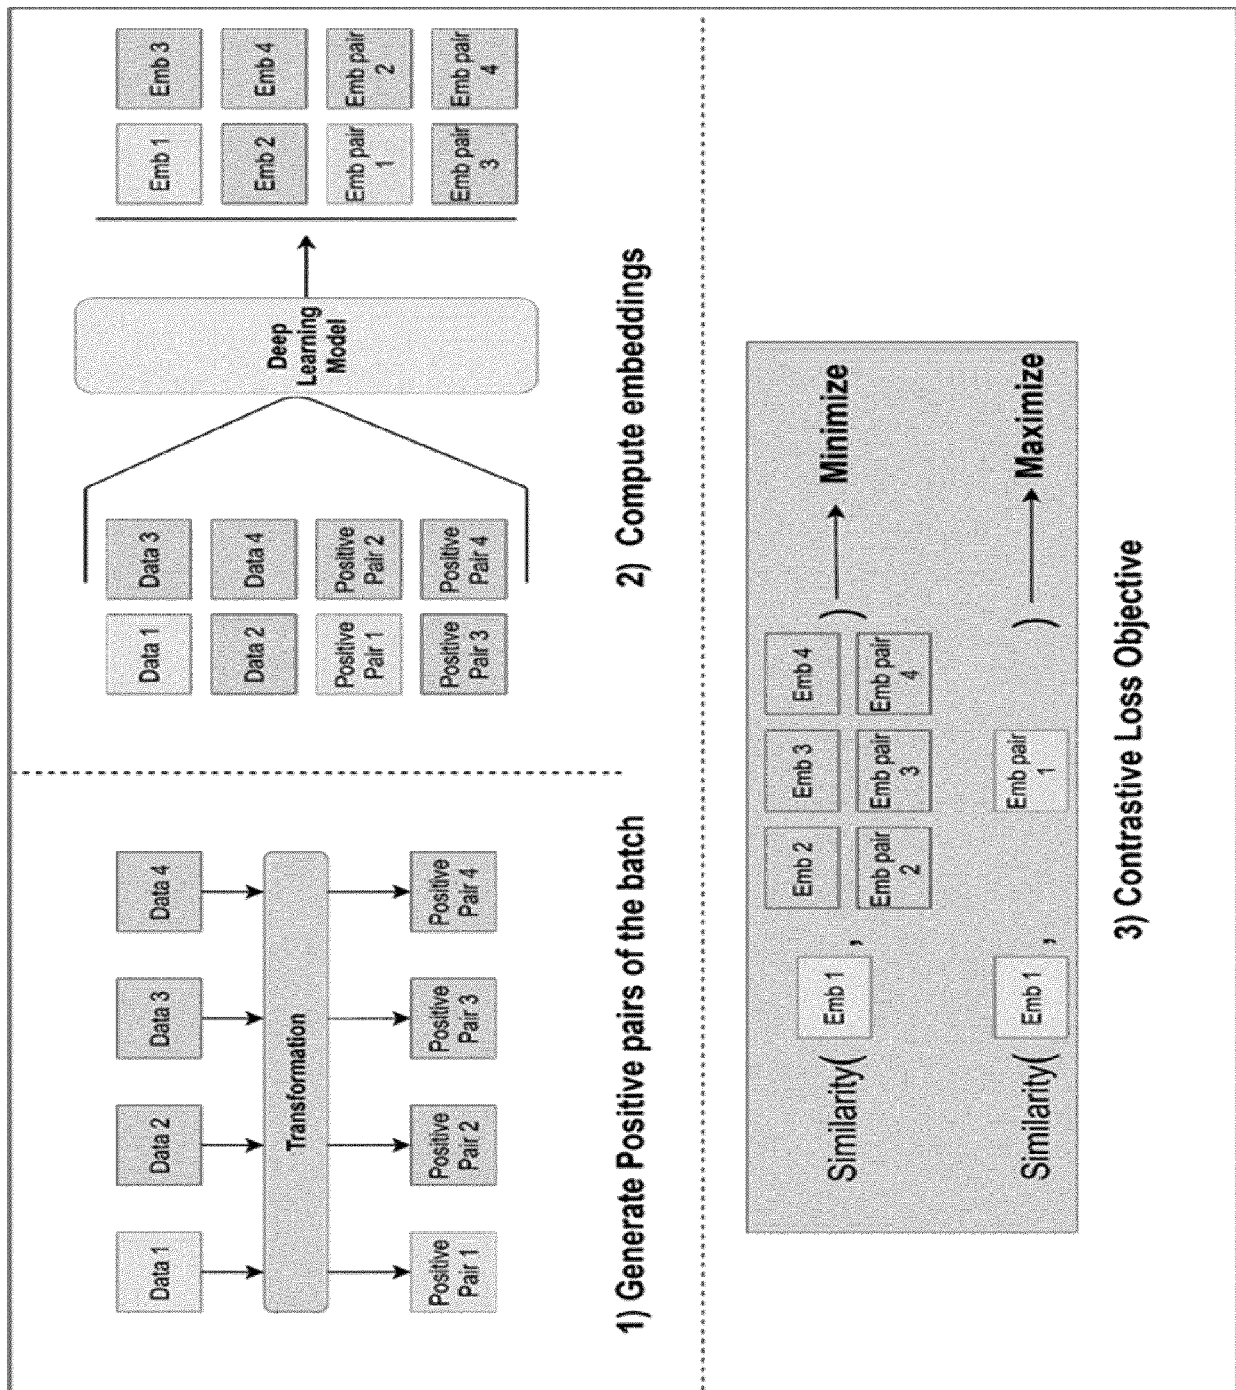 Data 1
Data 2
Data 3
Data 4
Transformation
Positive
Pair 1
Positive
Pair 2
Positive
Pair 3
Positive
Pair 4
1) Generate Positive pairs of the batch
Data 1
Data 3
Data 2
Data 4
Positive
Pair 1
Positive
Pair 2
Positive
Pair 3
Positive
Pair 4
Deep
Learning
Model
Emb 1
Emb 3
Emb 2
Emb 4
Emb pair
1
Emb pair
2
Emb pair
3
Emb pair
4
2) Compute embeddings
Similarity(
Emb 1
,
Emb 2
Emb 3
Emb 4
Emb pair
2
Emb pair
3
Emb pair
4
)
Minimize
Similarity(
Emb 1
,
Emb pair
1
)
Maximize
3) Contrastive Loss Objective